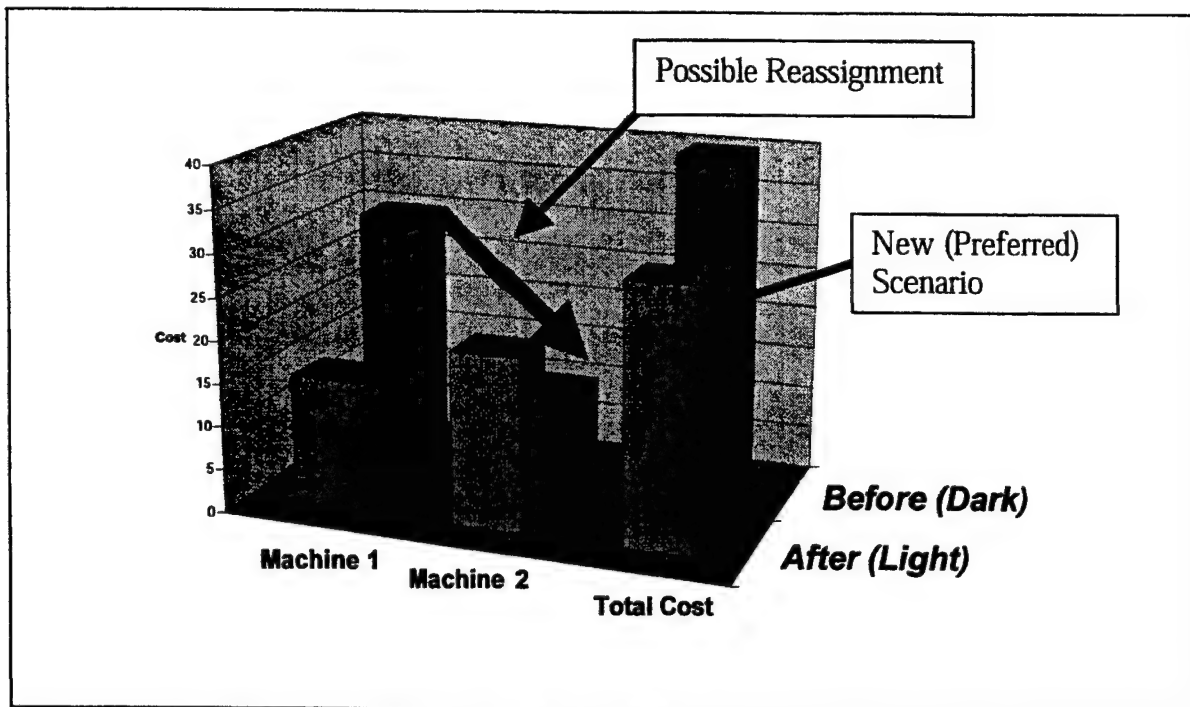 Possible Reassignment
New (Preferred)
Scenario
40
35
30
25
Cost 20
15
10
5
0
Machine 1
Machine 2
Total Cost
Before (Dark)
After (Light)